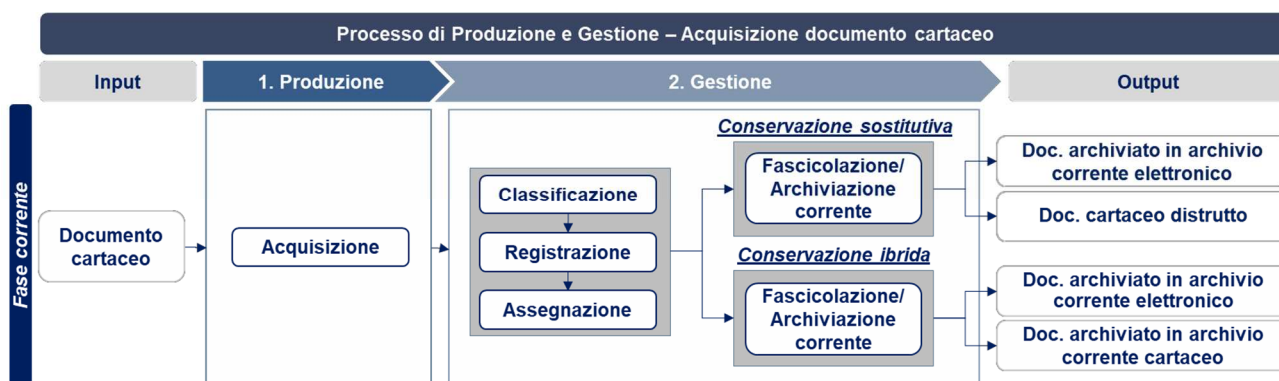 Processo di Produzione e Gestione – Acquisizione documento cartaceo
Input
1. Produzione
2. Gestione
Output
Fase corrente
Documento
cartaceo
Acquisizione
Classificazione
Registrazione
Assegnazione
Conservazione sostitutiva
Fascicolazione/
Archiviazione
corrente
Conservazione ibrida
Fascicolazione/
Archiviazione
corrente
Doc. archiviato in archivio
corrente elettronico
Doc. cartaceo distrutto
Doc. archiviato in archivio
corrente elettronico
Doc. archiviato in archivio
corrente cartaceo